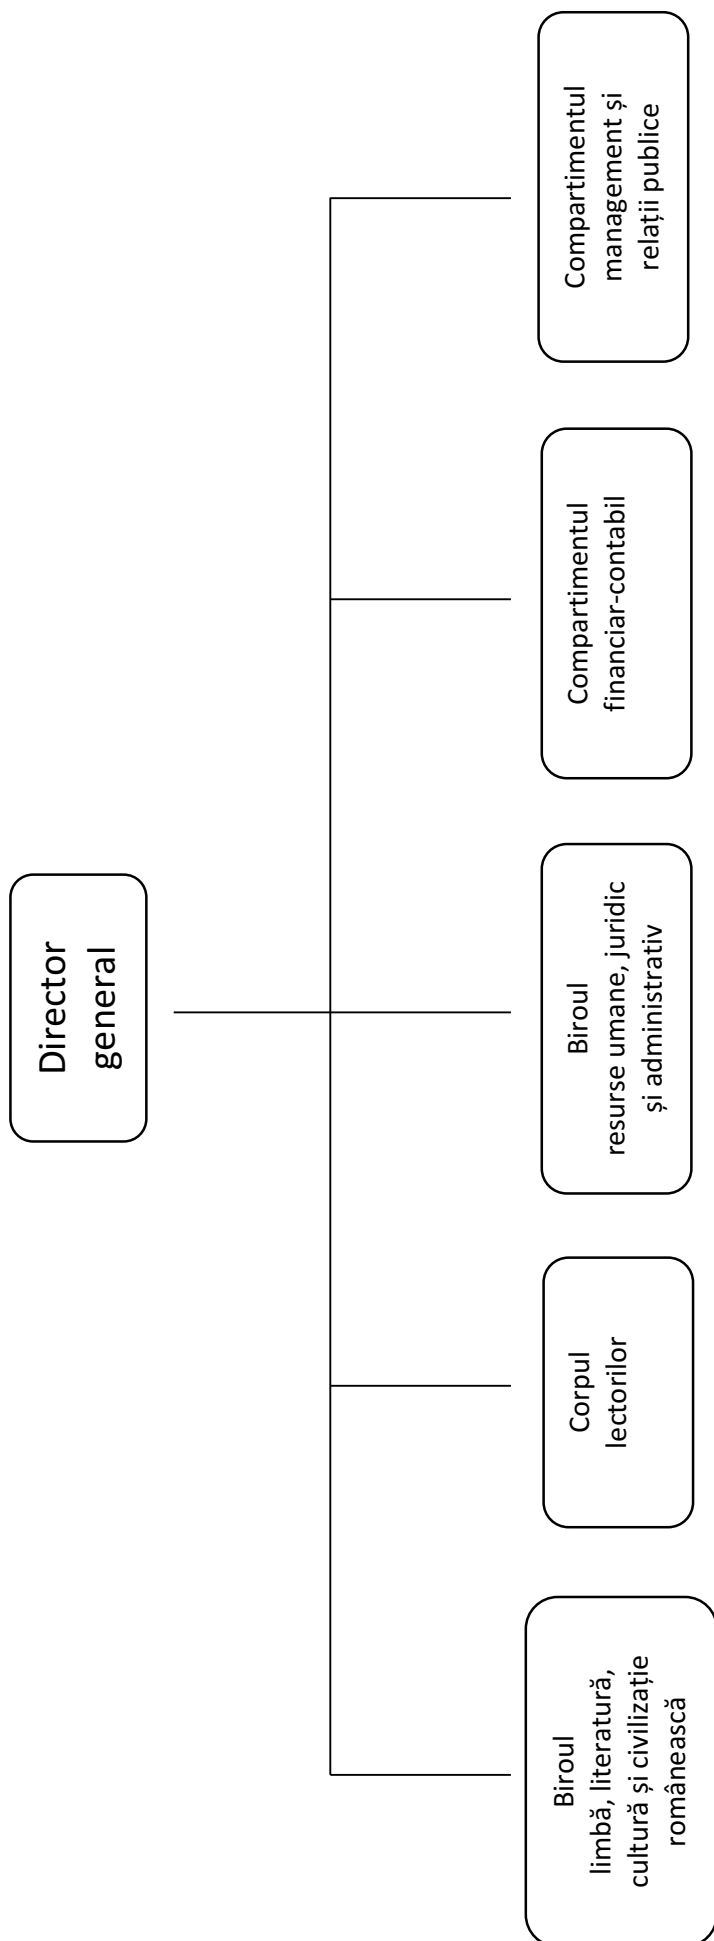 Director
general
Biroul
limbă, literatură,
cultură și civilizație
românească
Corpul
lectorilor
Biroul
resurse umane, juridic
și administrativ
Compartimentul
financiar-contabil
Compartimentul
management și
relații publice